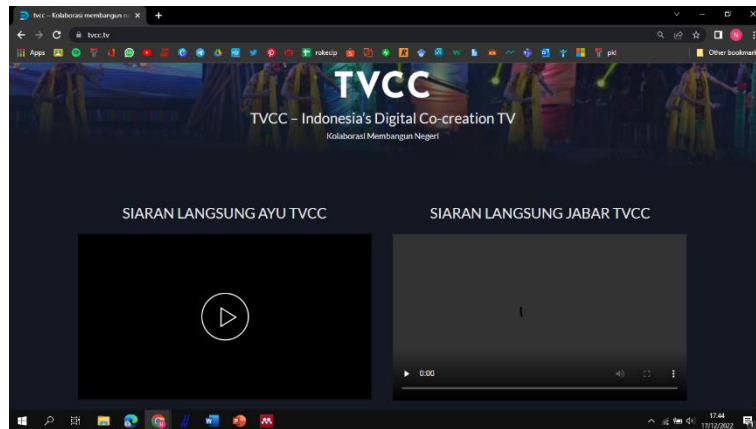 tvcc – Kolaborasi membangun n
tvcc.tv
Apps
rokecip
pkl
Other bookmark
TVCC
TVCC – Indonesia's Digital Co-creation TV
Kolaborasi Membangun Negeri
SIARAN LANGSUNG AYU TVCC
SIARAN LANGSUNG JABAR TVCC
0:00
17.44
17/12/2022